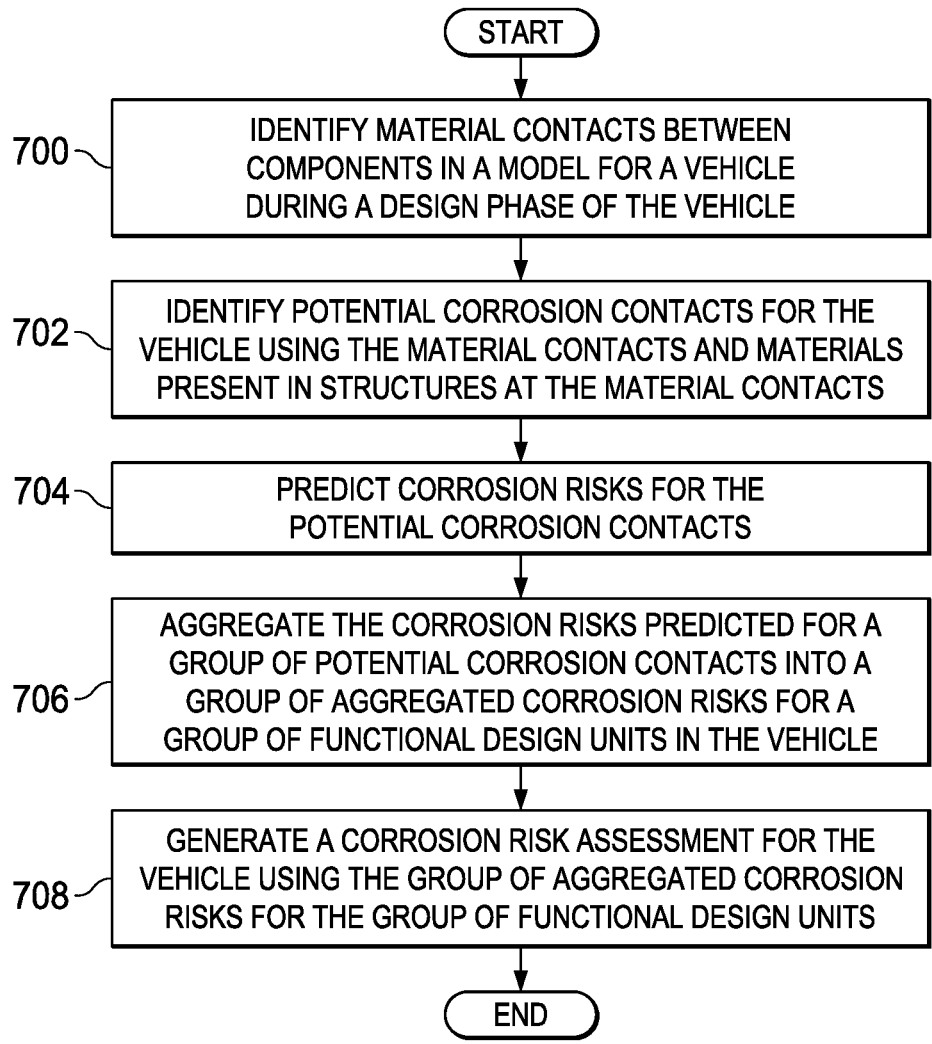 START
700
IDENTIFY MATERIAL CONTACTS BETWEEN
COMPONENTS IN A MODEL FOR A VEHICLE
DURING A DESIGN PHASE OF THE VEHICLE
702
IDENTIFY POTENTIAL CORROSION CONTACTS FOR THE
VEHICLE USING THE MATERIAL CONTACTS AND MATERIALS
PRESENT IN STRUCTURES AT THE MATERIAL CONTACTS
704
PREDICT CORROSION RISKS FOR THE
POTENTIAL CORROSION CONTACTS
706
AGGREGATE THE CORROSION RISKS PREDICTED FOR A
GROUP OF POTENTIAL CORROSION CONTACTS INTO A
GROUP OF AGGREGATED CORROSION RISKS FOR A
GROUP OF FUNCTIONAL DESIGN UNITS IN THE VEHICLE
708
GENERATE A CORROSION RISK ASSESSMENT FOR THE
VEHICLE USING THE GROUP OF AGGREGATED CORROSION
RISKS FOR THE GROUP OF FUNCTIONAL DESIGN UNITS
END